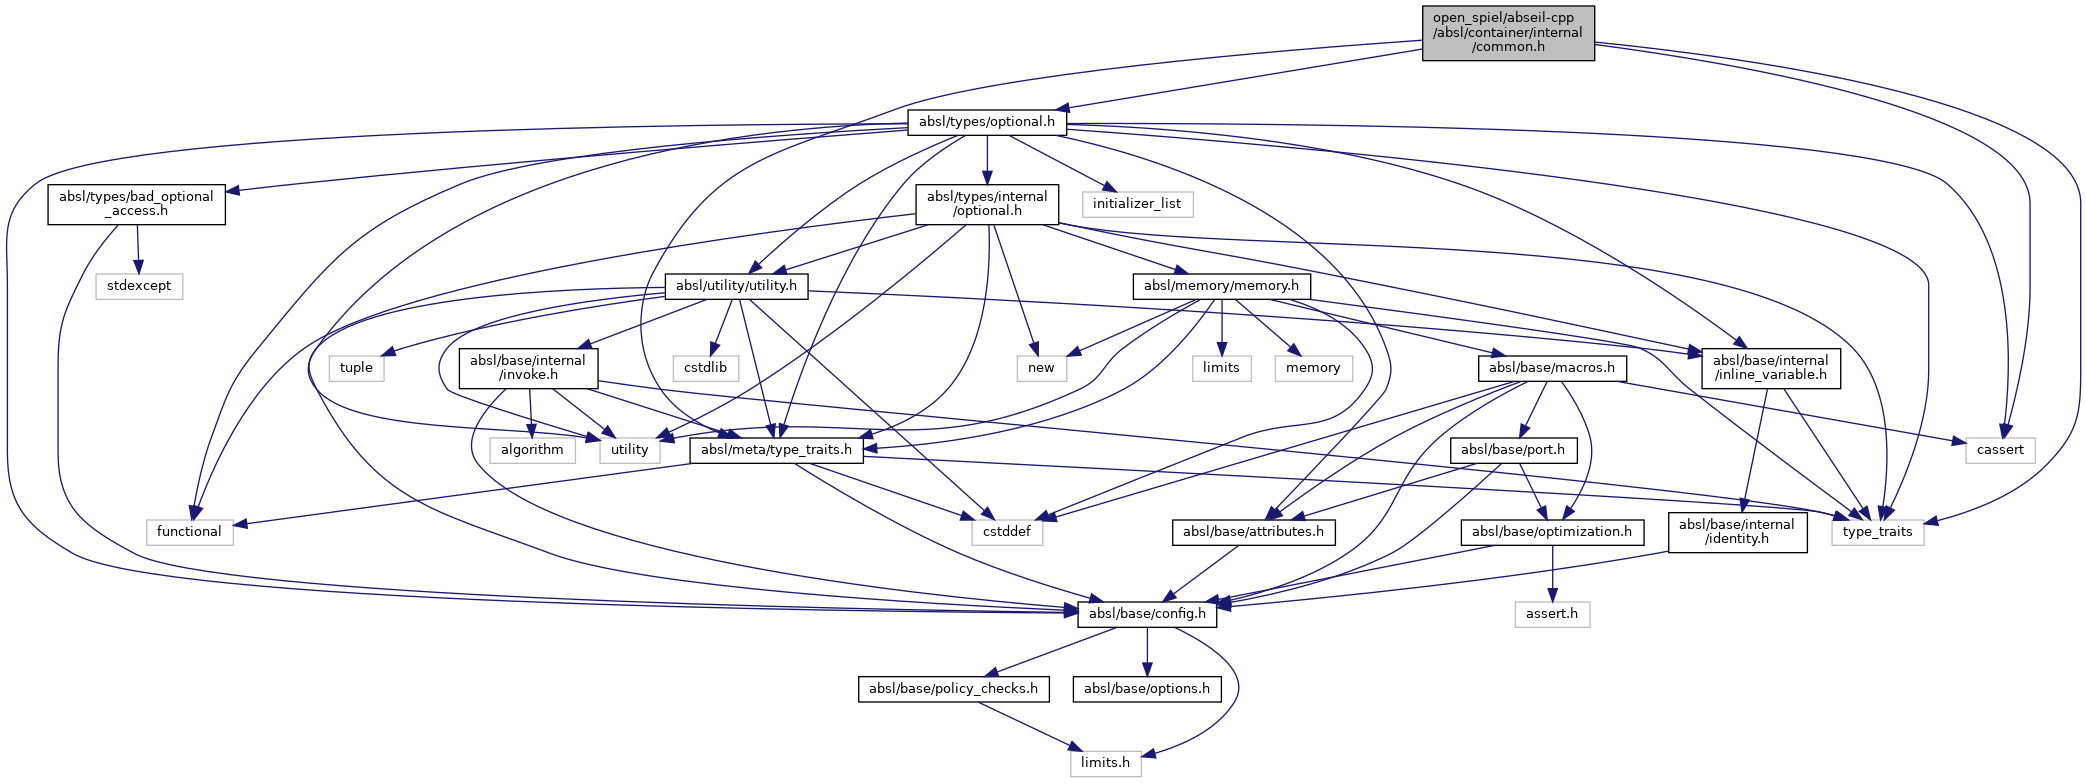 open_spiel/abseil-cpp
/absl/container/internal
/common.h
absl/types/optional.h
absl/types/bad_optional
_access.h
absl/types/internal
/optional.h
initializer_list
stdexcept
absl/utility/utility.h
absl/memory/memory.h
tuple
absl/base/internal
/invoke.h
cstdlib
new
limits
memory
absl/base/macros.h
absl/base/internal
/inline_variable.h
algorithm
utility
absl/meta/type_traits.h
absl/base/port.h
cassert
functional
cstddef
absl/base/attributes.h
absl/base/optimization.h
absl/base/internal
/identity.h
type_traits
absl/base/config.h
assert.h
absl/base/policy_checks.h
absl/base/options.h
limits.h